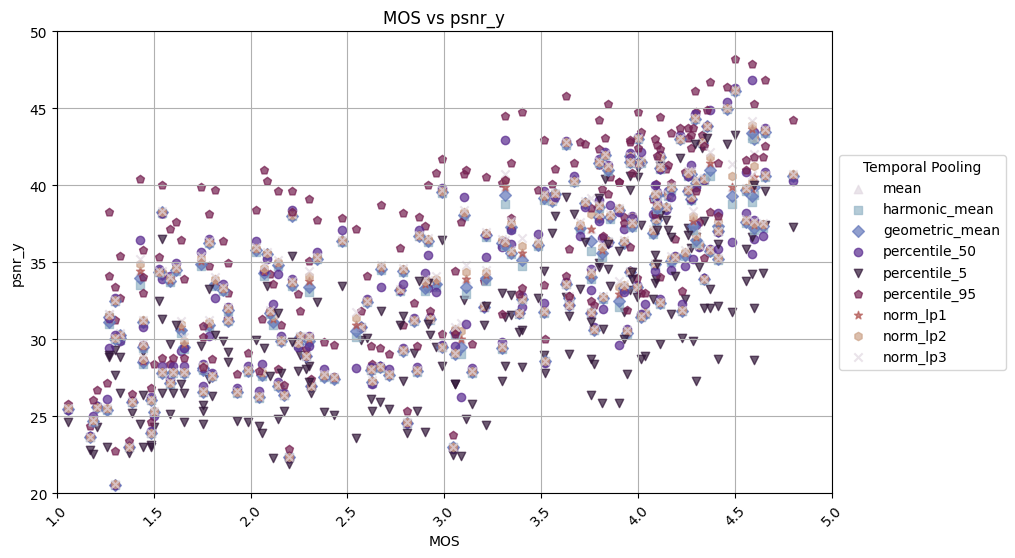 MOS vs psnr_y
50
45
40
35
30
25
20
psnr_y
1.0
1.5
2.0
2.5
3.0
3.5
4.0
4.5
5.0
MOS
Temporal Pooling
mean
harmonic_mean
geometric_mean
percentile_50
percentile_5
percentile_95
norm_lp1
norm_lp2
norm_lp3